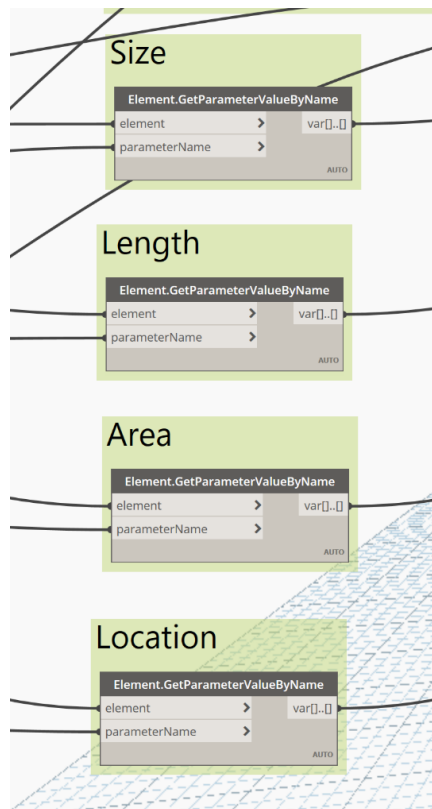 Size
Element.GetParameterValueByName
element > var[]..[]
parameterName >
AUTO
Length
Element.GetParameterValueByName
element > var[]..[]
parameterName >
AUTO
Area
Element.GetParameterValueByName
element > var[]..[]
parameterName >
AUTO
Location
Element.GetParameterValueByName
element > var[]..[]
parameterName >
AUTO